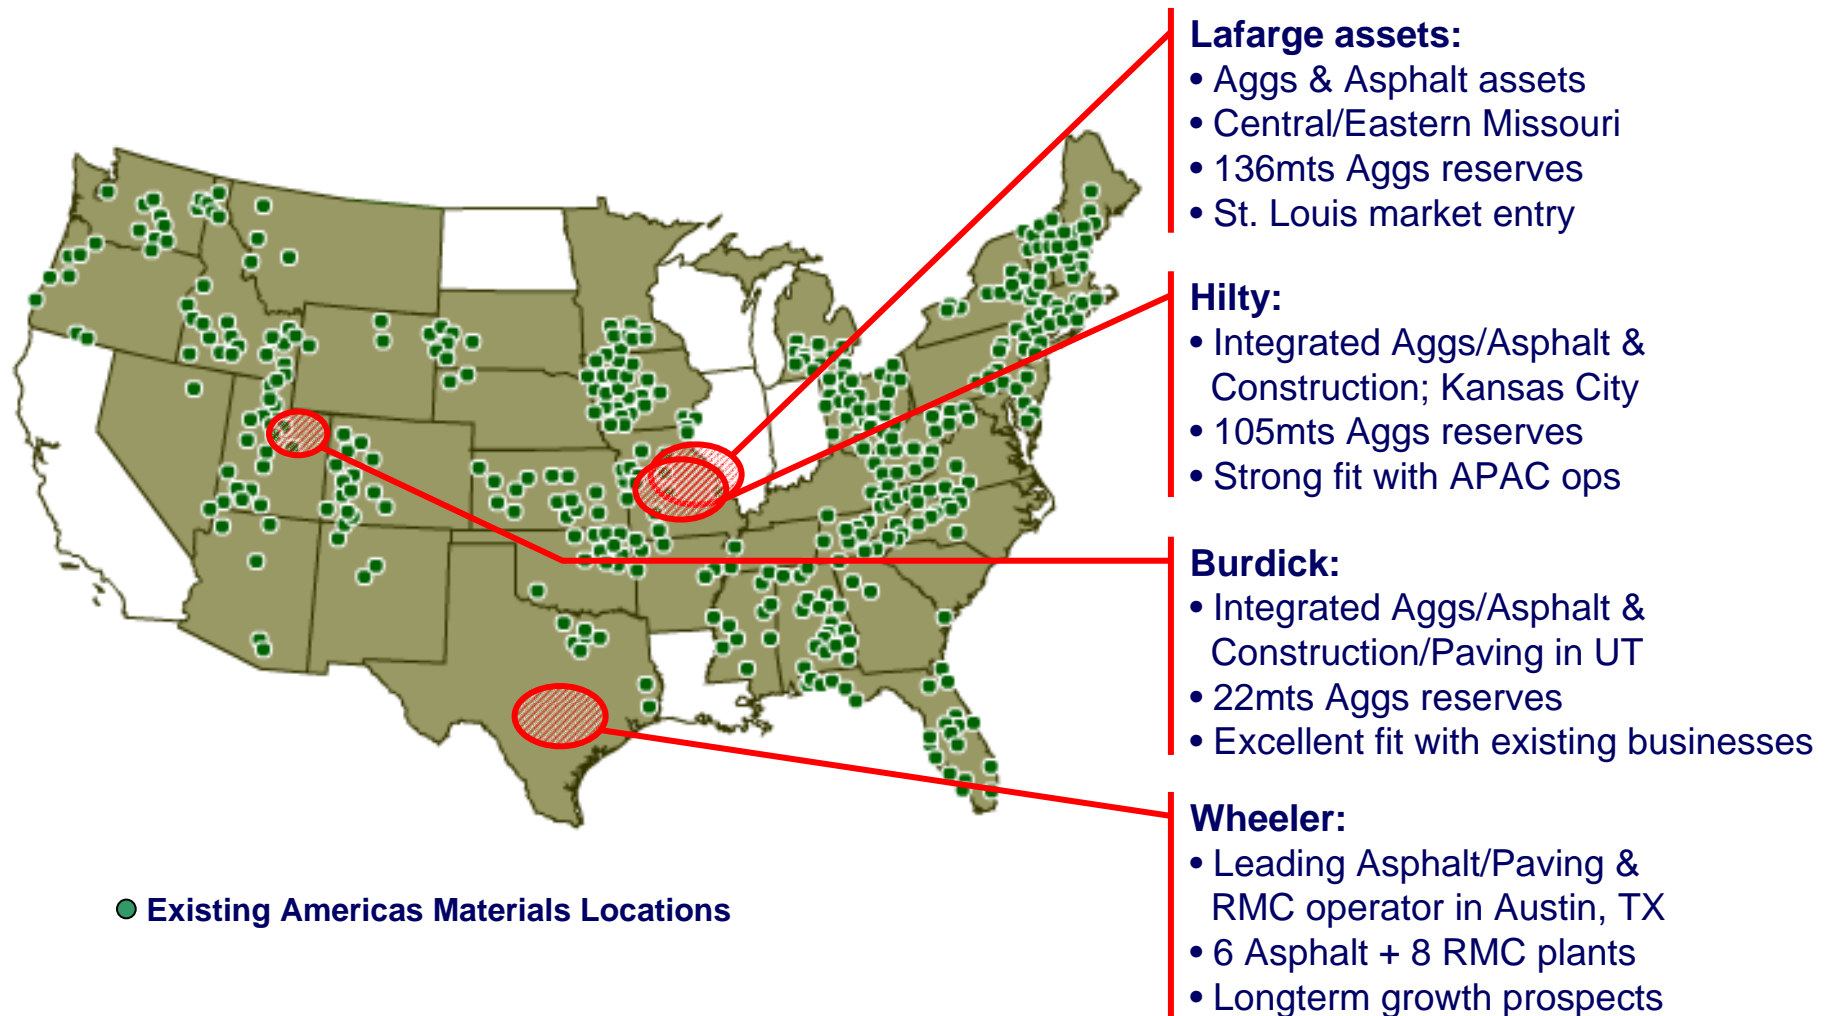 Lafarge assets:
• Aggs & Asphalt assets
• Central/Eastern Missouri
• 136mts Aggs reserves
• St. Louis market entry
Hilty:
• Integrated Aggs/Asphalt &
Construction; Kansas City
• 105mts Aggs reserves
• Strong fit with APAC ops
Burdick:
• Integrated Aggs/Asphalt &
Construction/Paving in UT
• 22mts Aggs reserves
• Excellent fit with existing businesses
Wheeler:
• Leading Asphalt/Paving &
RMC operator in Austin, TX
• 6 Asphalt + 8 RMC plants
• Longterm growth prospects
Existing Americas Materials Locations